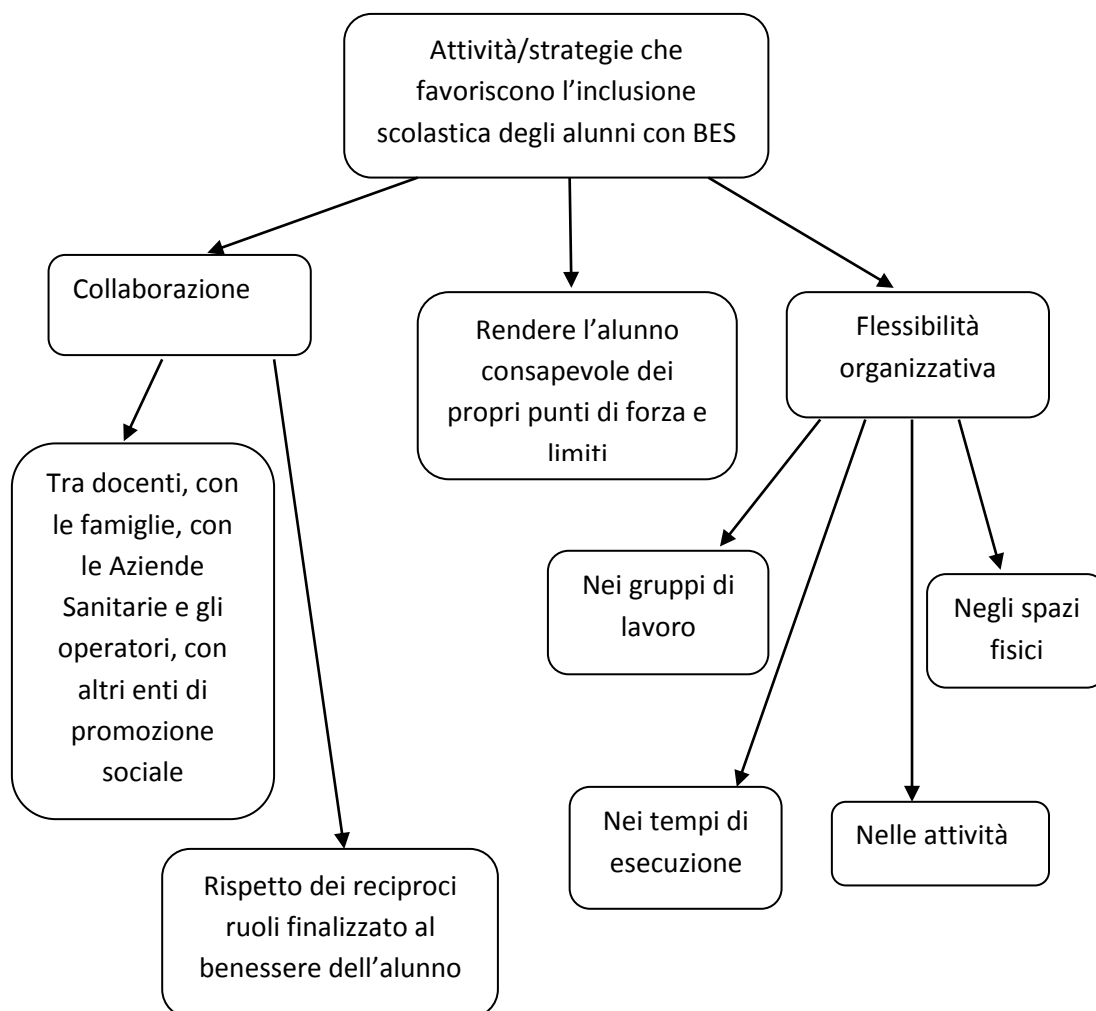 Attività/strategie che
favoriscono l’inclusione
scolastica degli alunni con BES
Collaborazione
Rendere l’alunno
consapevole dei
propri punti di forza e
limiti
Flessibilità
organizzativa
Tra docenti, con
le famiglie, con
le Aziende
Sanitarie e gli
operatori, con
altri enti di
promozione
sociale
Nei gruppi di
lavoro
Negli spazi
fisici
Nei tempi di
esecuzione
Nelle attività
Rispetto dei reciproci
ruoli finalizzato al
benessere dell’alunno